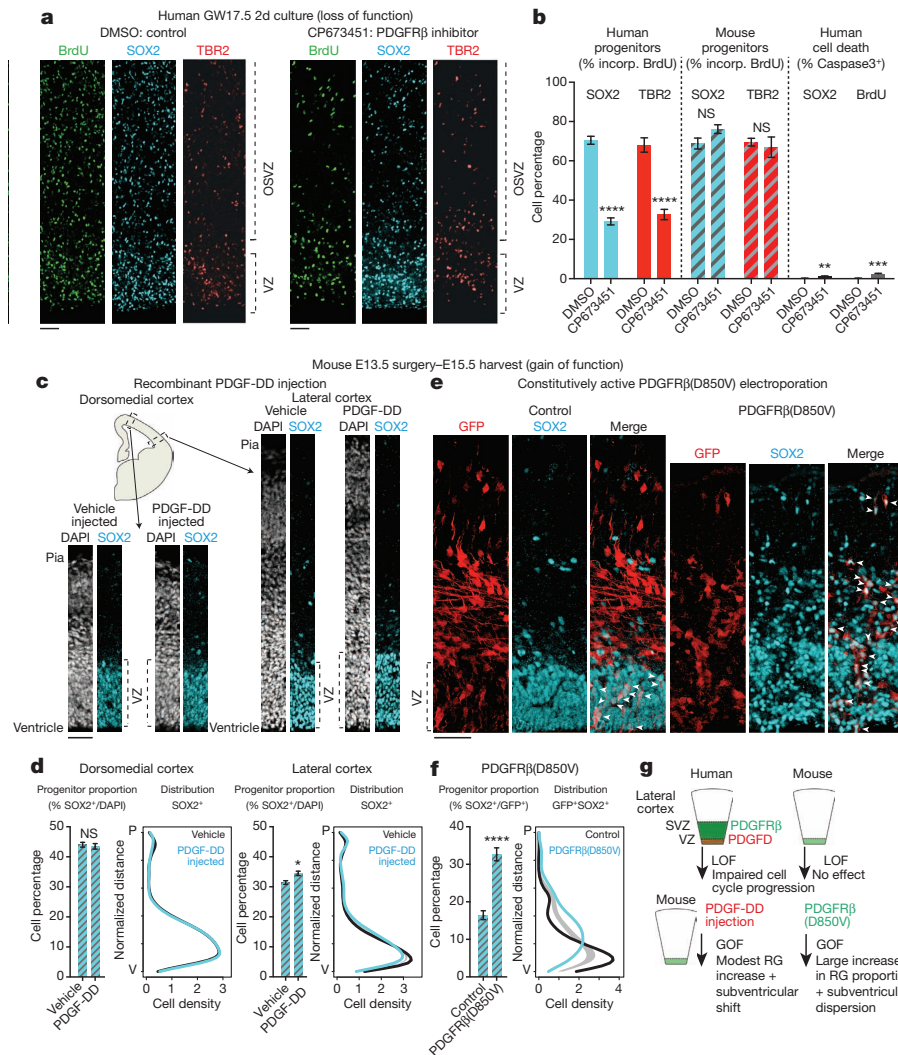 a
Human GW17.5 2d culture (loss of function)
DMSO: control
CP673451: PDGFRβ inhibitor
BrdU SOX2 TBR2
BrdU SOX2 TBR2
OSVZ
VZ
OSVZ
VZ
b
Human progenitors (% incorp. BrdU)
Mouse progenitors (% incorp. BrdU)
Human cell death (% Caspase3⁺)
SOX2 TBR2 SOX2 TBR2 SOX2 BrdU
NS NS
**** **** ** ***
Cell percentage
100
80
60
40
20
0
DMSO CP673451 DMSO CP673451 DMSO CP673451 DMSO CP673451 DMSO CP673451 DMSO CP673451
Mouse E13.5 surgery–E15.5 harvest (gain of function)
c
Recombinant PDGF-DD injection
Dorsomedial cortex
Lateral cortex
Vehicle
PDGF-DD
DAPI SOX2 DAPI SOX2
Pia
Vehicle injected
PDGF-DD injected
DAPI SOX2 DAPI SOX2
Pia
VZ
VZ
VZ
VZ
Ventricle
Ventricle
e
Constitutively active PDGFRβ(D850V) electroporation
Control
PDGFRβ(D850V)
GFP SOX2 Merge
GFP SOX2 Merge
VZ
d
Dorsomedial cortex
Progenitor proportion (% SOX2⁺/DAPI)
Distribution SOX2⁺
NS
Cell percentage
50
40
30
20
10
0
Vehicle
PDGF-DD
P
Vehicle
PDGF-DD injected
Normalized distance
V
0 1 2 3
Cell density
Lateral cortex
Progenitor proportion (% SOX2⁺/DAPI)
Distribution SOX2⁺
*
Cell percentage
50
40
30
20
10
0
Vehicle
PDGF-DD
P
Vehicle
PDGF-DD injected
Normalized distance
V
0 1 2 3
Cell density
f
PDGFRβ(D850V)
Progenitor proportion (% SOX2⁺/GFP⁺)
Distribution GFP⁺SOX2⁺
****
Cell percentage
40
30
20
10
0
Control
PDGFRβ(D850V)
P
Control
PDGFRβ(D850V)
Normalized distance
V
0 1 2 3 4
Cell density
g
Human
Mouse
Lateral cortex
SVZ
VZ
PDGFRβ
PDGFD
LOF
Impaired cell cycle progression
LOF
No effect
Mouse
PDGF-DD injection
PDGFRβ (D850V)
GOF
Modest RG increase + subventricular shift
GOF
Large increase in RG proporti
+ subventricul
dispersion